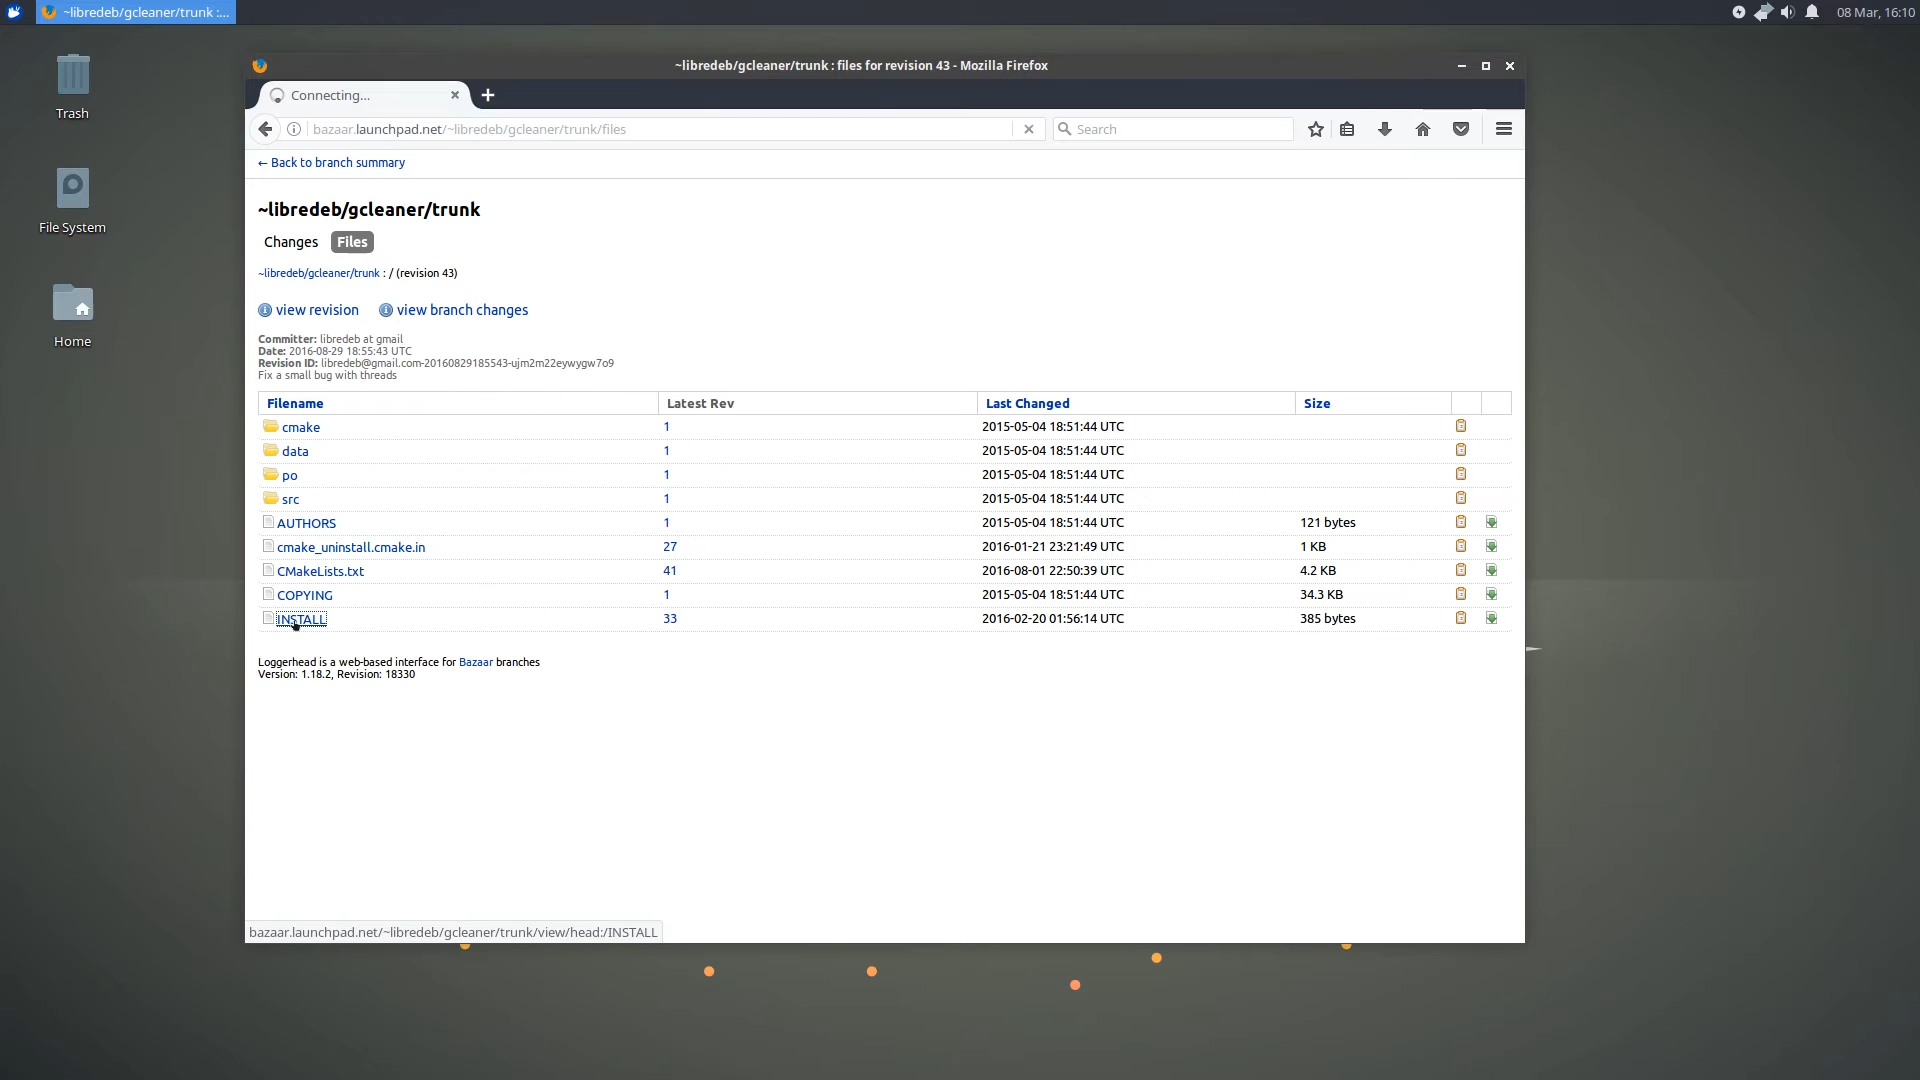 ~libredeb/gcleaner/trunk :...
08 Mar, 16:10
Trash
File System
Home
~libredeb/gcleaner/trunk : files for revision 43 - Mozilla Firefox
Connecting...
bazaar.launchpad.net/~libredeb/gcleaner/trunk/files
Search
← Back to branch summary
~libredeb/gcleaner/trunk
Changes Files
~libredeb/gcleaner/trunk : / (revision 43)
view revision view branch changes
Committer: libredeb at gmail
Date: 2016-08-29 18:55:43 UTC
Revision ID: libredeb@gmail.com-20160829185543-ujm2m22eywygw7o9
Fix a small bug with threads
Filename Latest Rev Last Changed Size
cmake 1 2015-05-04 18:51:44 UTC
data 1 2015-05-04 18:51:44 UTC
po 1 2015-05-04 18:51:44 UTC
src 1 2015-05-04 18:51:44 UTC
AUTHORS 1 2015-05-04 18:51:44 UTC 121 bytes
cmake_uninstall.cmake.in 27 2016-01-21 23:21:49 UTC 1 KB
CMakeLists.txt 41 2016-08-01 22:50:39 UTC 4.2 KB
COPYING 1 2015-05-04 18:51:44 UTC 34.3 KB
INSTALL 33 2016-02-20 01:56:14 UTC 385 bytes
Loggerhead is a web-based interface for Bazaar branches
Version: 1.18.2, Revision: 18330
bazaar.launchpad.net/~libredeb/gcleaner/trunk/view/head:/INSTALL